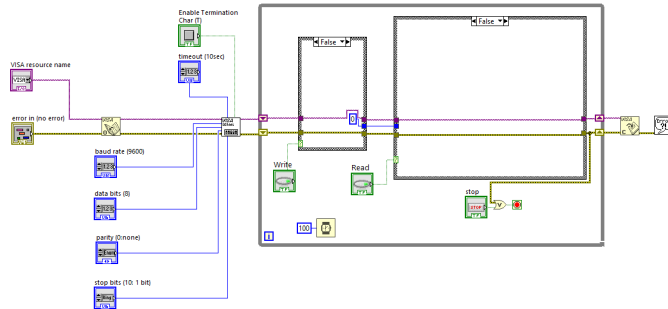 Enable Termination
Char (T)
timeout (10sec)
VISA resource name
error in (no error)
baud rate (9600)
data bits (8)
parity (0:none)
stop bits (10: 1 bit)
False
False
0
Write
Read
stop
STOP
100
i